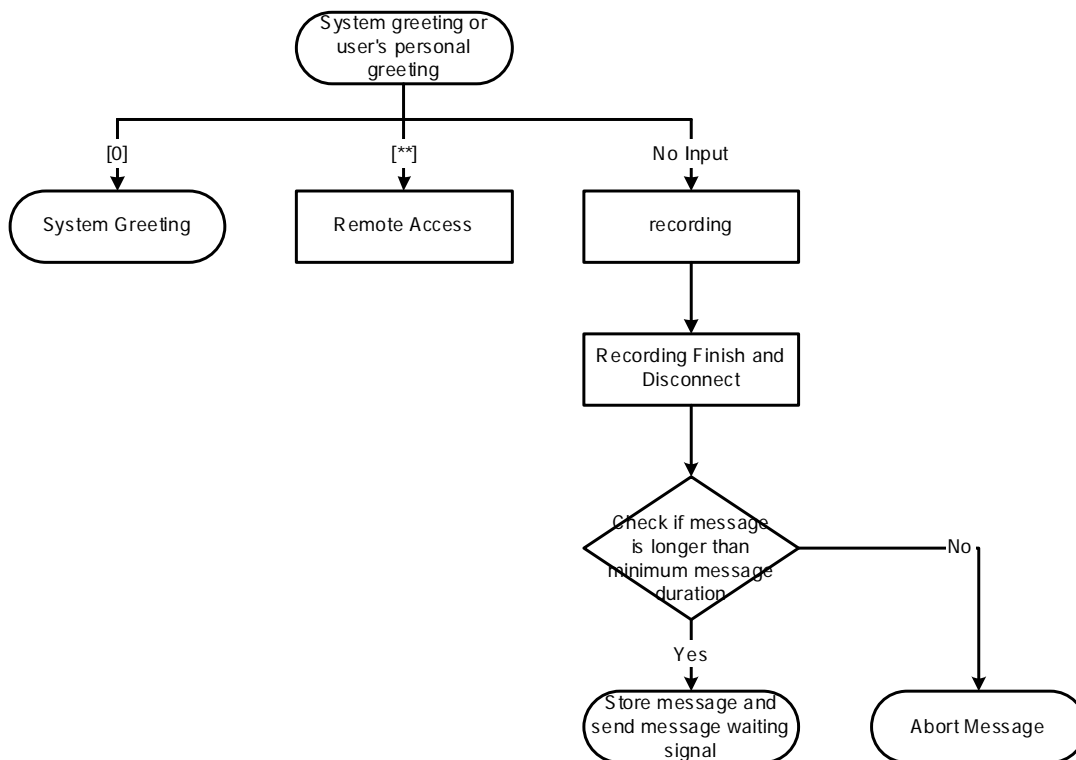 System greeting or
user's personal
greeting
[0]
[**]
No Input
System Greeting
Remote Access
recording
Recording Finish and
Disconnect
Check if message
is longer than
minimum message
duration
No
Yes
Store message and
send message waiting
signal
Abort Message